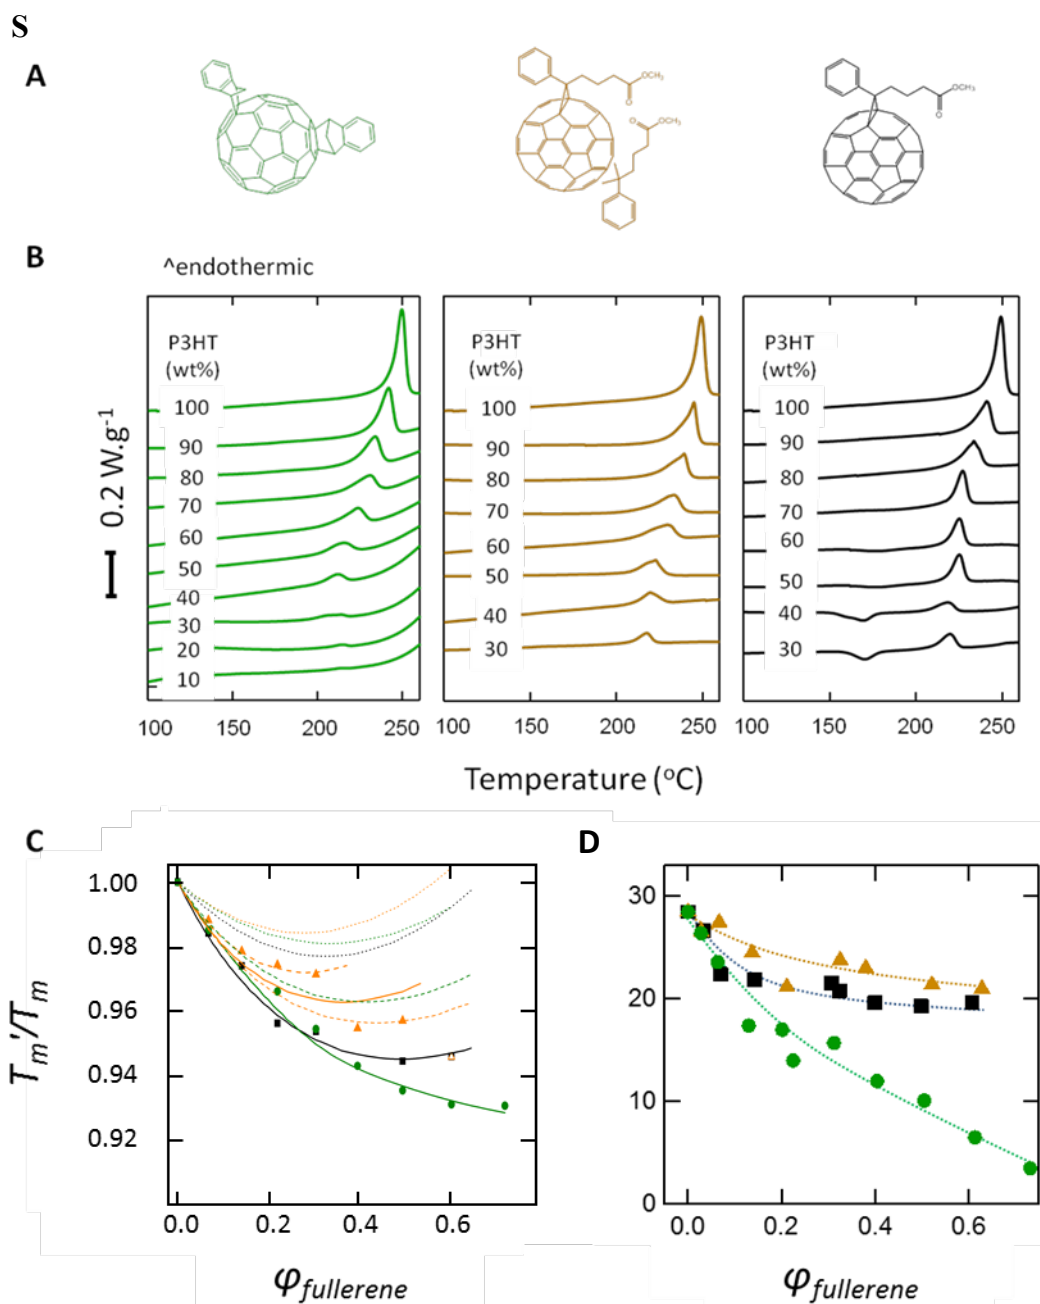 S
A
OCH₃
O
O
OCH₃
OCH₃
O
B
^endothermic
0.2 W.g⁻¹
P3HT
(wt%)
100
90
80
70
60
50
40
30
20
10
P3HT
(wt%)
100
90
80
70
60
50
40
30
P3HT
(wt%)
100
90
80
70
60
50
40
30
100 150 200 250
100 150 200 250
100 150 200 250
Temperature (°C)
C
Tm'/Tm
1.00
0.98
0.96
0.94
0.92
0.0 0.2 0.4 0.6
φfullerene
D
30
20
10
0
0.0 0.2 0.4 0.6
φfullerene